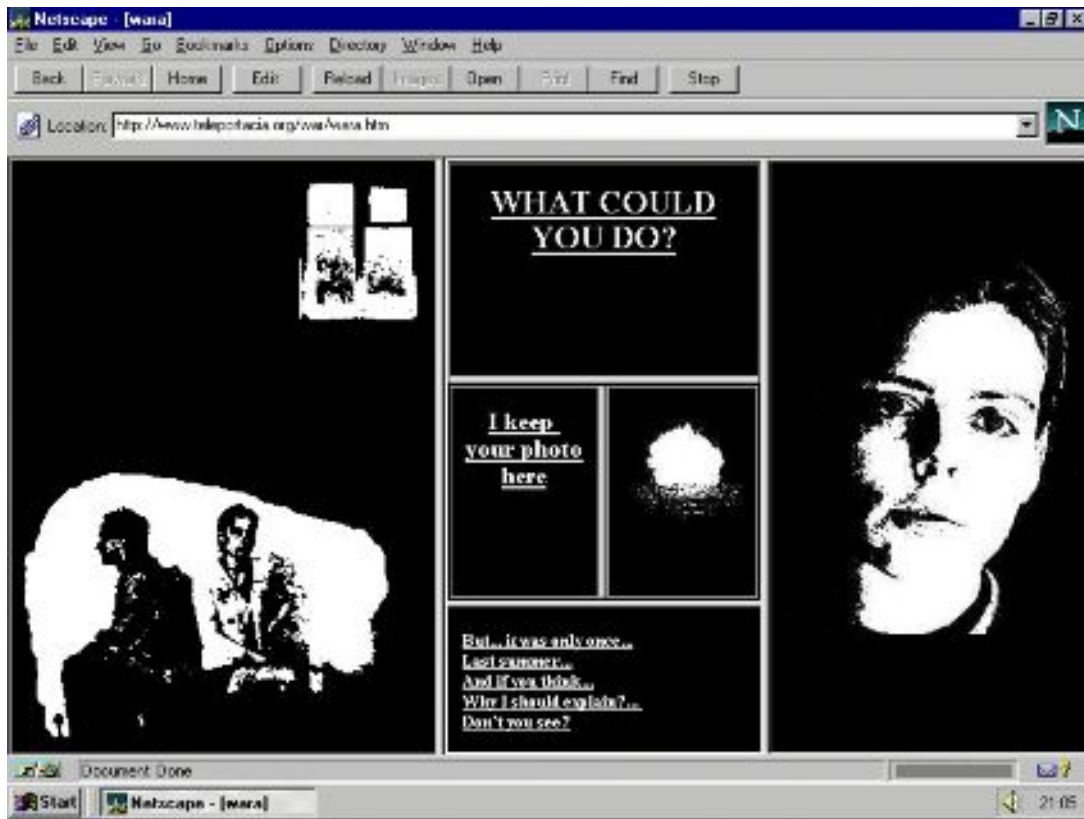 Netscape - [wara]
File Edit View Go Bookmarks Options Directory Window Help
Back Forward Home Edit Reload Images Open Print Find Stop
Location: http://www.teleportacia.org/war/wara.htm
N
WHAT COULD
YOU DO?
I keep
your photo
here
But... it was only once...
Last summer...
And if you think...
Why I should explain?...
Don't you see?
Document: Done
Start Netscape - [wara] 21:05